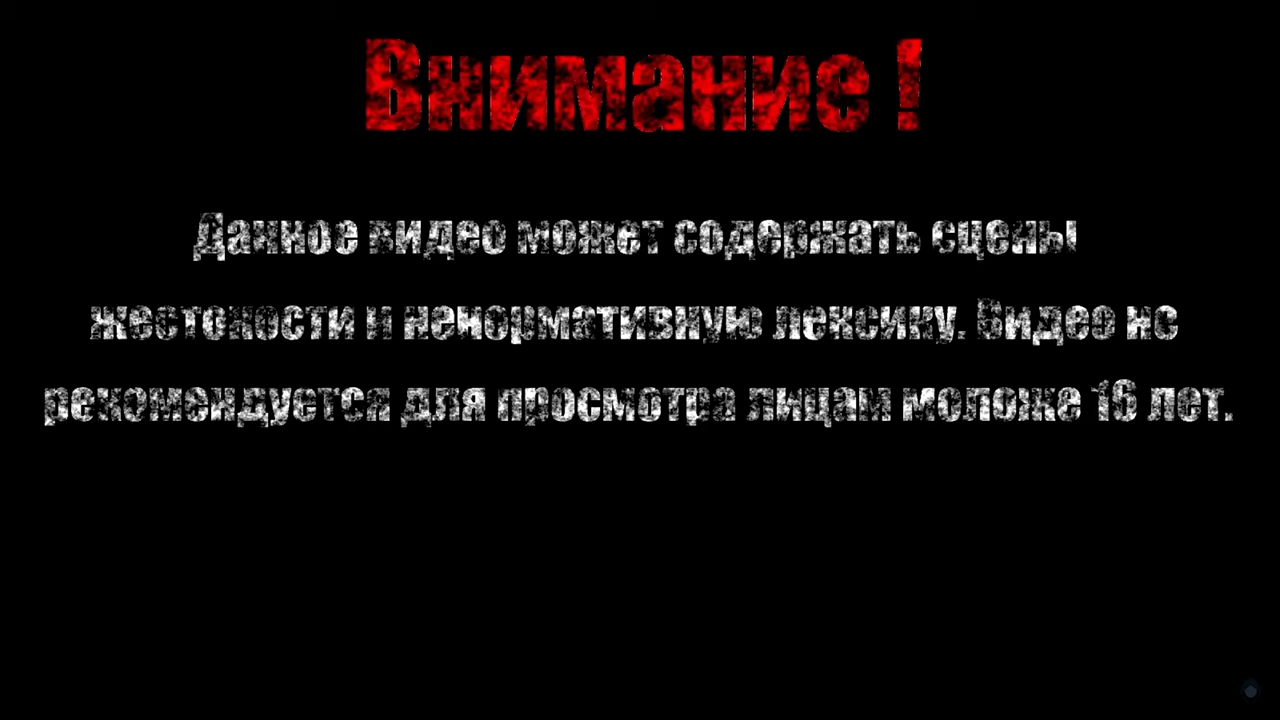 Внимание !
Данное видео может содержать сцены
жестокости и ненормативную лексику. Видео не
рекомендуется для просмотра лицам моложе 16 лет.